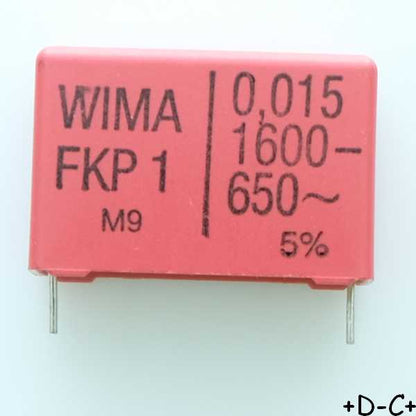 WIMA
FKP 1
M9
0,015
1600–
650~
5%
+D-C+